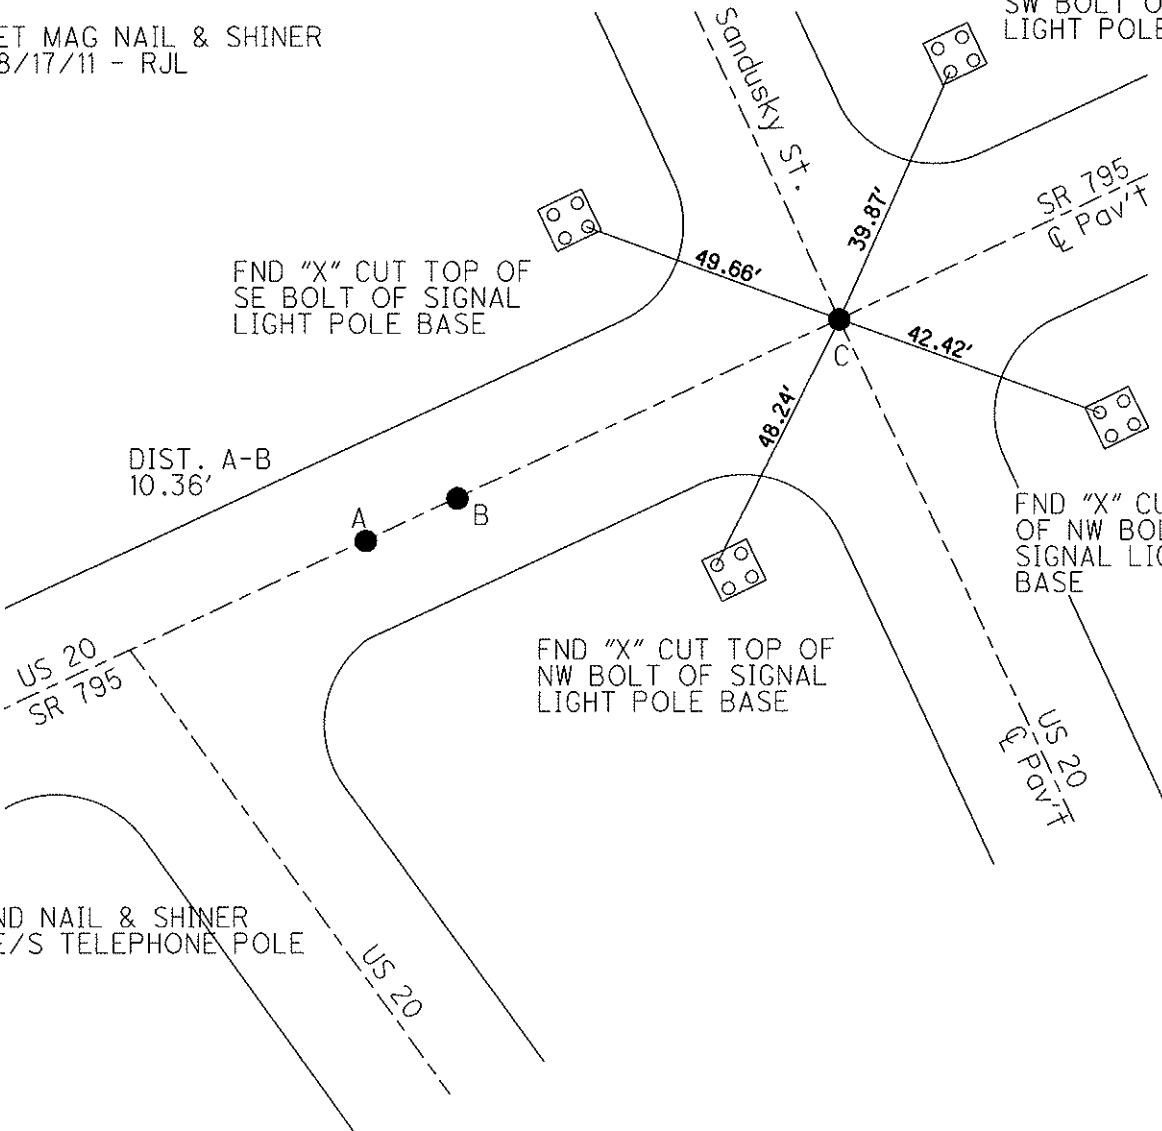 ET MAG NAIL & SHINER
8/17/11 - RJL
SW BOLT O
LIGHT POLE
Sandusky St.
SR 795
℄ Pav't
39.87'
49.66'
FND "X" CUT TOP OF
SE BOLT OF SIGNAL
LIGHT POLE BASE
C
42.42'
48.24'
DIST. A-B
10.36'
A
B
FND "X" CU
OF NW BOL
SIGNAL LIG
BASE
US 20
SR 795
FND "X" CUT TOP OF
NW BOLT OF SIGNAL
LIGHT POLE BASE
US 20
℄ Pav't
ND NAIL & SHINER
E/S TELEPHONE POLE
US 20